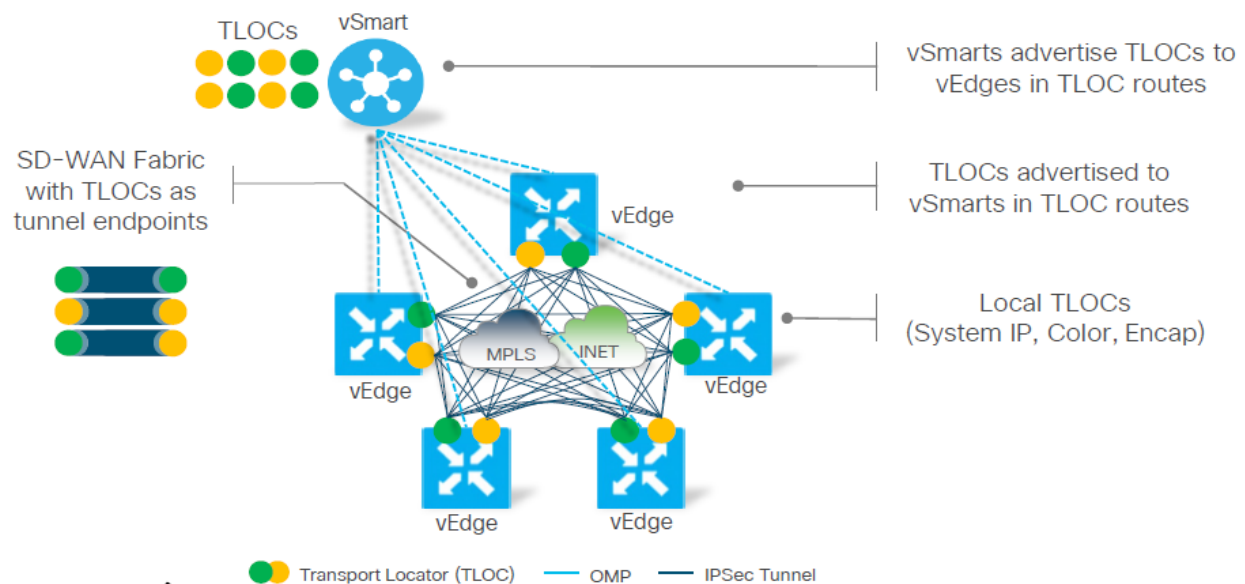 TLOCs
vSmart
vSmarts advertise TLOCs to
vEdges in TLOC routes
SD-WAN Fabric
with TLOCs as
tunnel endpoints
TLOCs advertised to
vSmarts in TLOC routes
vEdge
Local TLOCs
(System IP, Color, Encap)
MPLS
INET
vEdge
vEdge
vEdge
vEdge
Transport Locator (TLOC)
OMP
IPSec Tunnel